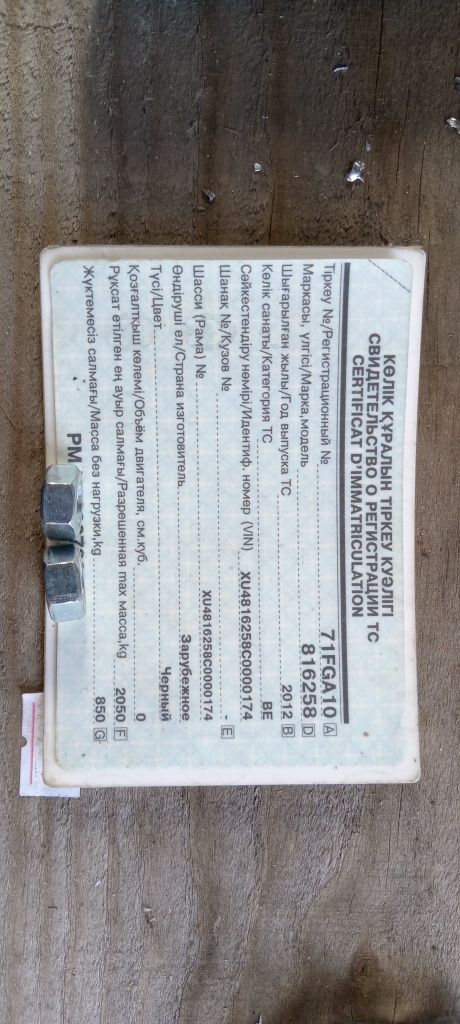 КӨЛІК ҚҰРАЛЫН ТІРКЕУ КУӘЛІГІ
СВИДЕТЕЛЬСТВО О РЕГИСТРАЦИИ ТС
CERTIFICAT D'IMMATRICULATION
Тіркеу №/Регистрационный № 71FGA10 A
Маркасы, үлгісі/Марка,модель 816258 D
Шығарылған жылы/Год выпуска ТС 2012 B
Көлік санаты/Категория ТС BE
Сәйкестендіру нөмірі/Идентиф. номер (VIN) XU4816258C0000174
Шанак №/Кузов № - E
Шасси (Рама) № XU4816258C0000174
Өндіруші ел/Страна изготовитель Зарубежное
Түсі/Цвет Черный
Қозғалтқыш көлемі/Объём двигателя, см.куб. 0
Рұқсат етілген ең ауыр салмағы/Разрешенная max масса,kg 2050 F
Жүктемесіз салмағы/Масса без нагрузки,kg 850 G
PM